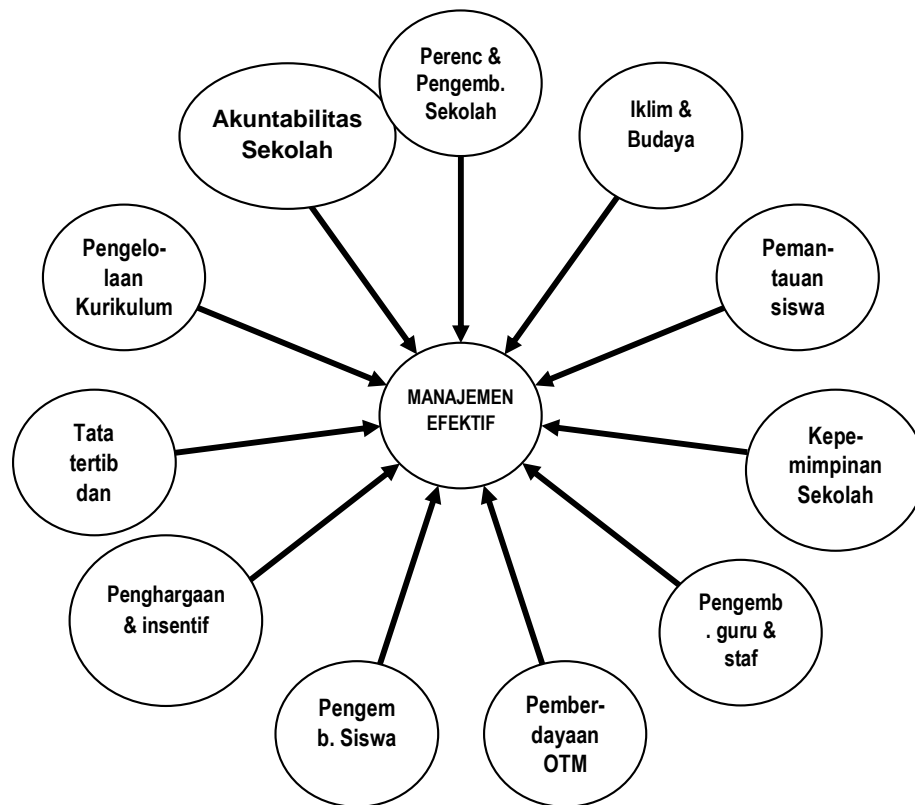 Perenc &
Pengemb.
Sekolah
Akuntabilitas
Sekolah
Iklim &
Budaya
Pengelo-
laan
Kurikulum
Peman-
tauan
siswa
MANAJEMEN
EFEKTIF
Tata
tertib
dan
Kepe-
mimpinan
Sekolah
Penghargaan
& insentif
Pengemb
. guru &
staf
Pengem
b. Siswa
Pember-
dayaan
OTM